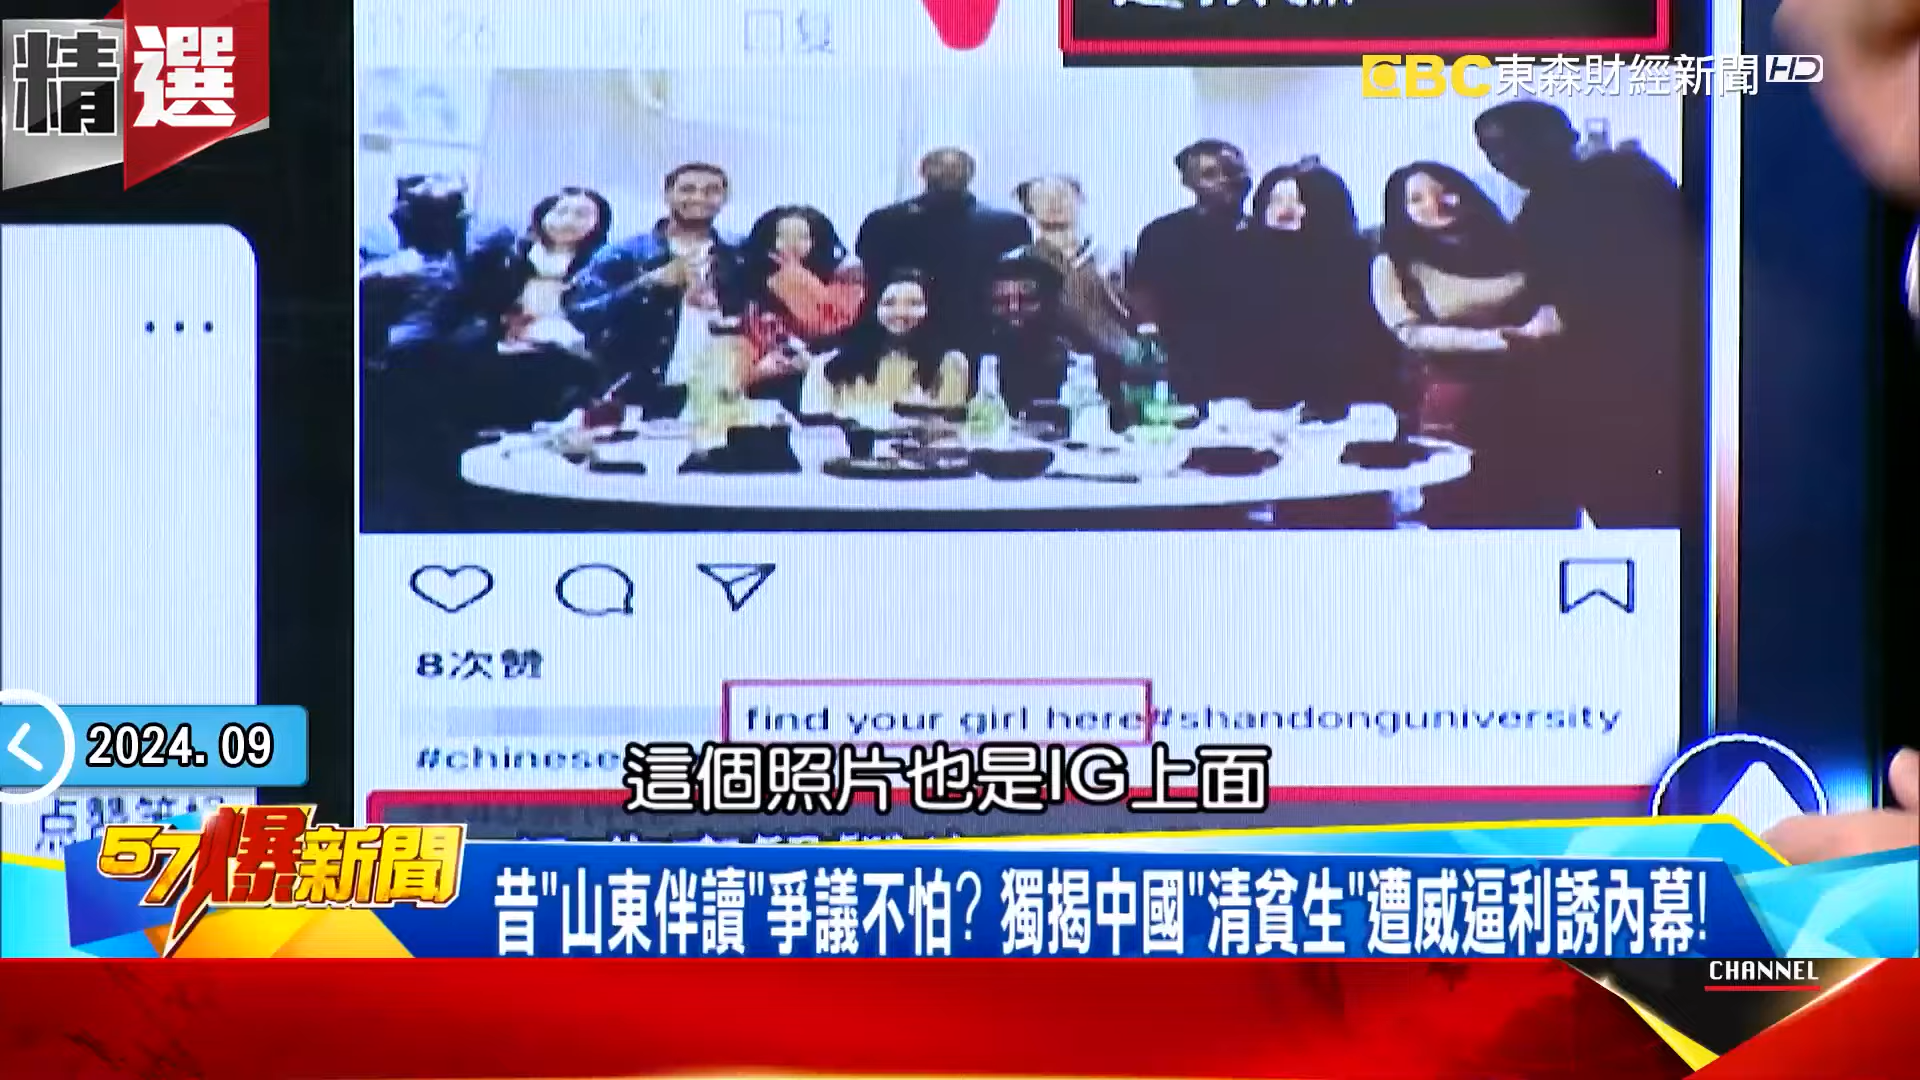 精選
回复
EBC東森財經新聞HD
8次赞
find your girl here#shandonguniversity
#chinese
2024.09
這個照片也是IG上面
57爆新聞
昔"山東伴讀"爭議不怕? 獨揭中國"清貧生"遭威逼利誘內幕!
CHANNEL